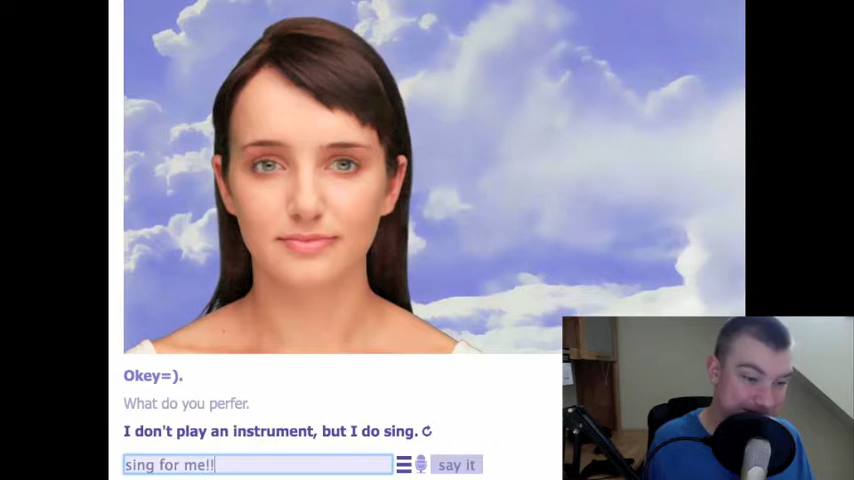 Okey=).
What do you perfer.
I don't play an instrument, but I do sing.
sing for me!!
say it